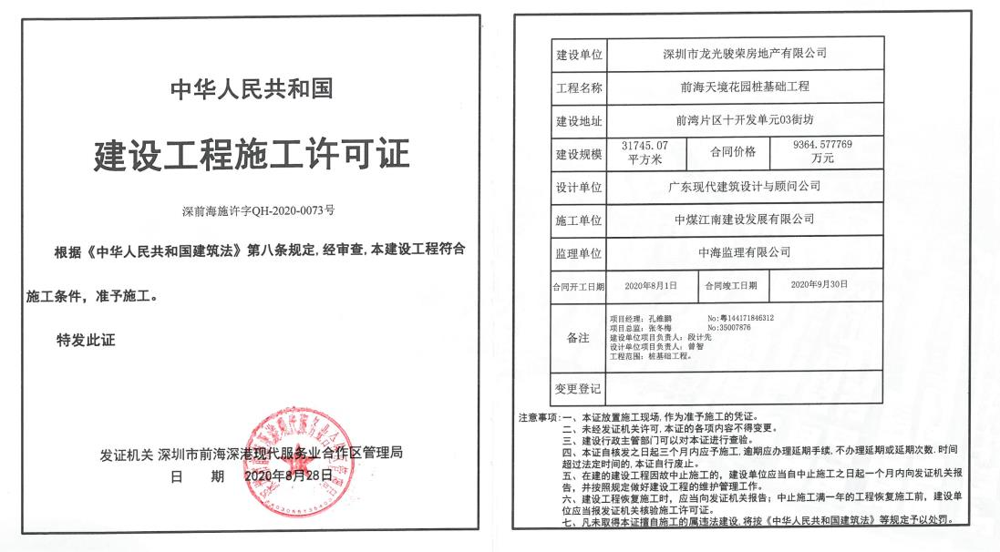 中华人民共和国
建设工程施工许可证
深前海施许字QH-2020-0073号
根据《中华人民共和国建筑法》第八条规定, 经审查, 本建设工程符合
施工条件，准予施工。
特发此证
发证机关 深圳市前海深港现代服务业合作区管理局
日 期 2020年8月28日
建设单位 深圳市龙光骏荣房地产有限公司
工程名称 前海天境花园桩基础工程
建设地址 前湾片区十开发单元03街坊
建设规模 31745.07 平方米 合同价格 9364.577769 万元
设计单位 广东现代建筑设计与顾问公司
施工单位 中煤江南建设发展有限公司
监理单位 中海监理有限公司
合同开工日期 2020年8月1日 合同竣工日期 2020年9月30日
备注
项目经理：孔维鹏 No:粤144171846312
项目总监：张冬梅 No:35007876
建设单位项目负责人：段计先
设计单位项目负责人：曾智
工程范围：桩基础工程。
变更登记
注意事项:一、本证放置施工现场, 作为准予施工的凭证。
二、未经发证机关许可, 本证的各项内容不得变更。
三、建设行政主管部门可以对本证进行查验。
四、本证自核发之日起三个月内应予施工, 逾期应办理延期手续, 不办理延期或延期次数、时间
超过法定时间的, 本证自行废止。
五、在建的建设工程因故中止施工的，建设单位应当自中止施工之日起一个月内向发证机关报
告，并按照规定做好建设工程的维护管理工作。
六、建设工程恢复施工时，应当向发证机关报告；中止施工满一年的工程恢复施工前，建设单
位应当报发证机关核验施工许可证。
七、凡未取得本证擅自施工的属违法建设, 将按《中华人民共和国建筑法》等规定予以处罚。